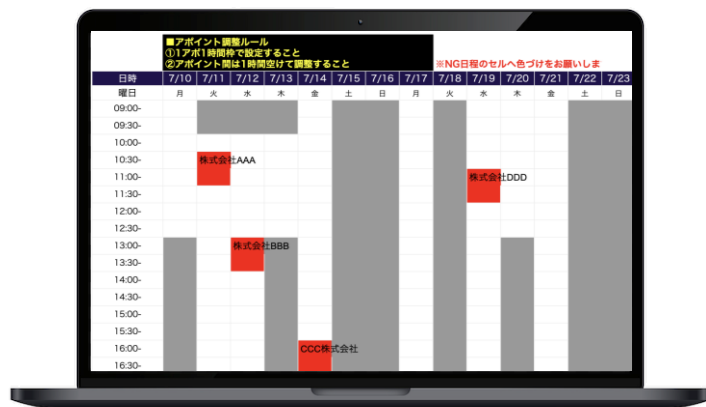 ■アポイント調整ルール
①1アポ1時間枠で設定すること
②アポイント間は1時間空けて調整すること
※NG日程のセルへ色づけをお願いしま
日時 7/10 7/11 7/12 7/13 7/14 7/15 7/16 7/17 7/18 7/19 7/20 7/21 7/22 7/23
曜日 月 火 水 木 金 土 日 月 火 水 木 金 土 日
09:00-
09:30-
10:00-
10:30- 株式会社AAA
11:00- 株式会社DDD
11:30-
12:00-
12:30-
13:00- 株式会社BBB
13:30-
14:00-
14:30-
15:00-
15:30-
16:00- CCC株式会社
16:30-